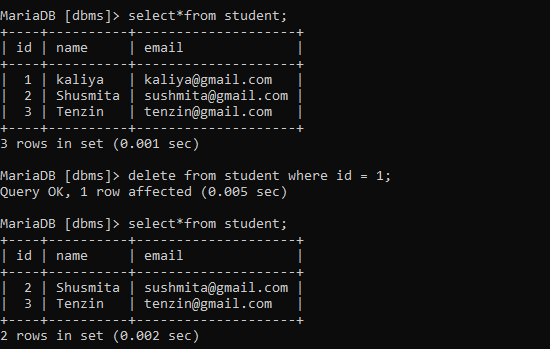 MariaDB [dbms]> select*from student;
+----+----------+--------------------+
| id | name     | email              |
+----+----------+--------------------+
|  1 | kaliya   | kaliya@gmail.com   |
|  2 | Shusmita | sushmita@gmail.com |
|  3 | Tenzin   | tenzin@gmail.com   |
+----+----------+--------------------+
3 rows in set (0.001 sec)

MariaDB [dbms]> delete from student where id = 1;
Query OK, 1 row affected (0.005 sec)

MariaDB [dbms]> select*from student;
+----+----------+--------------------+
| id | name     | email              |
+----+----------+--------------------+
|  2 | Shusmita | sushmita@gmail.com |
|  3 | Tenzin   | tenzin@gmail.com   |
+----+----------+--------------------+
2 rows in set (0.002 sec)